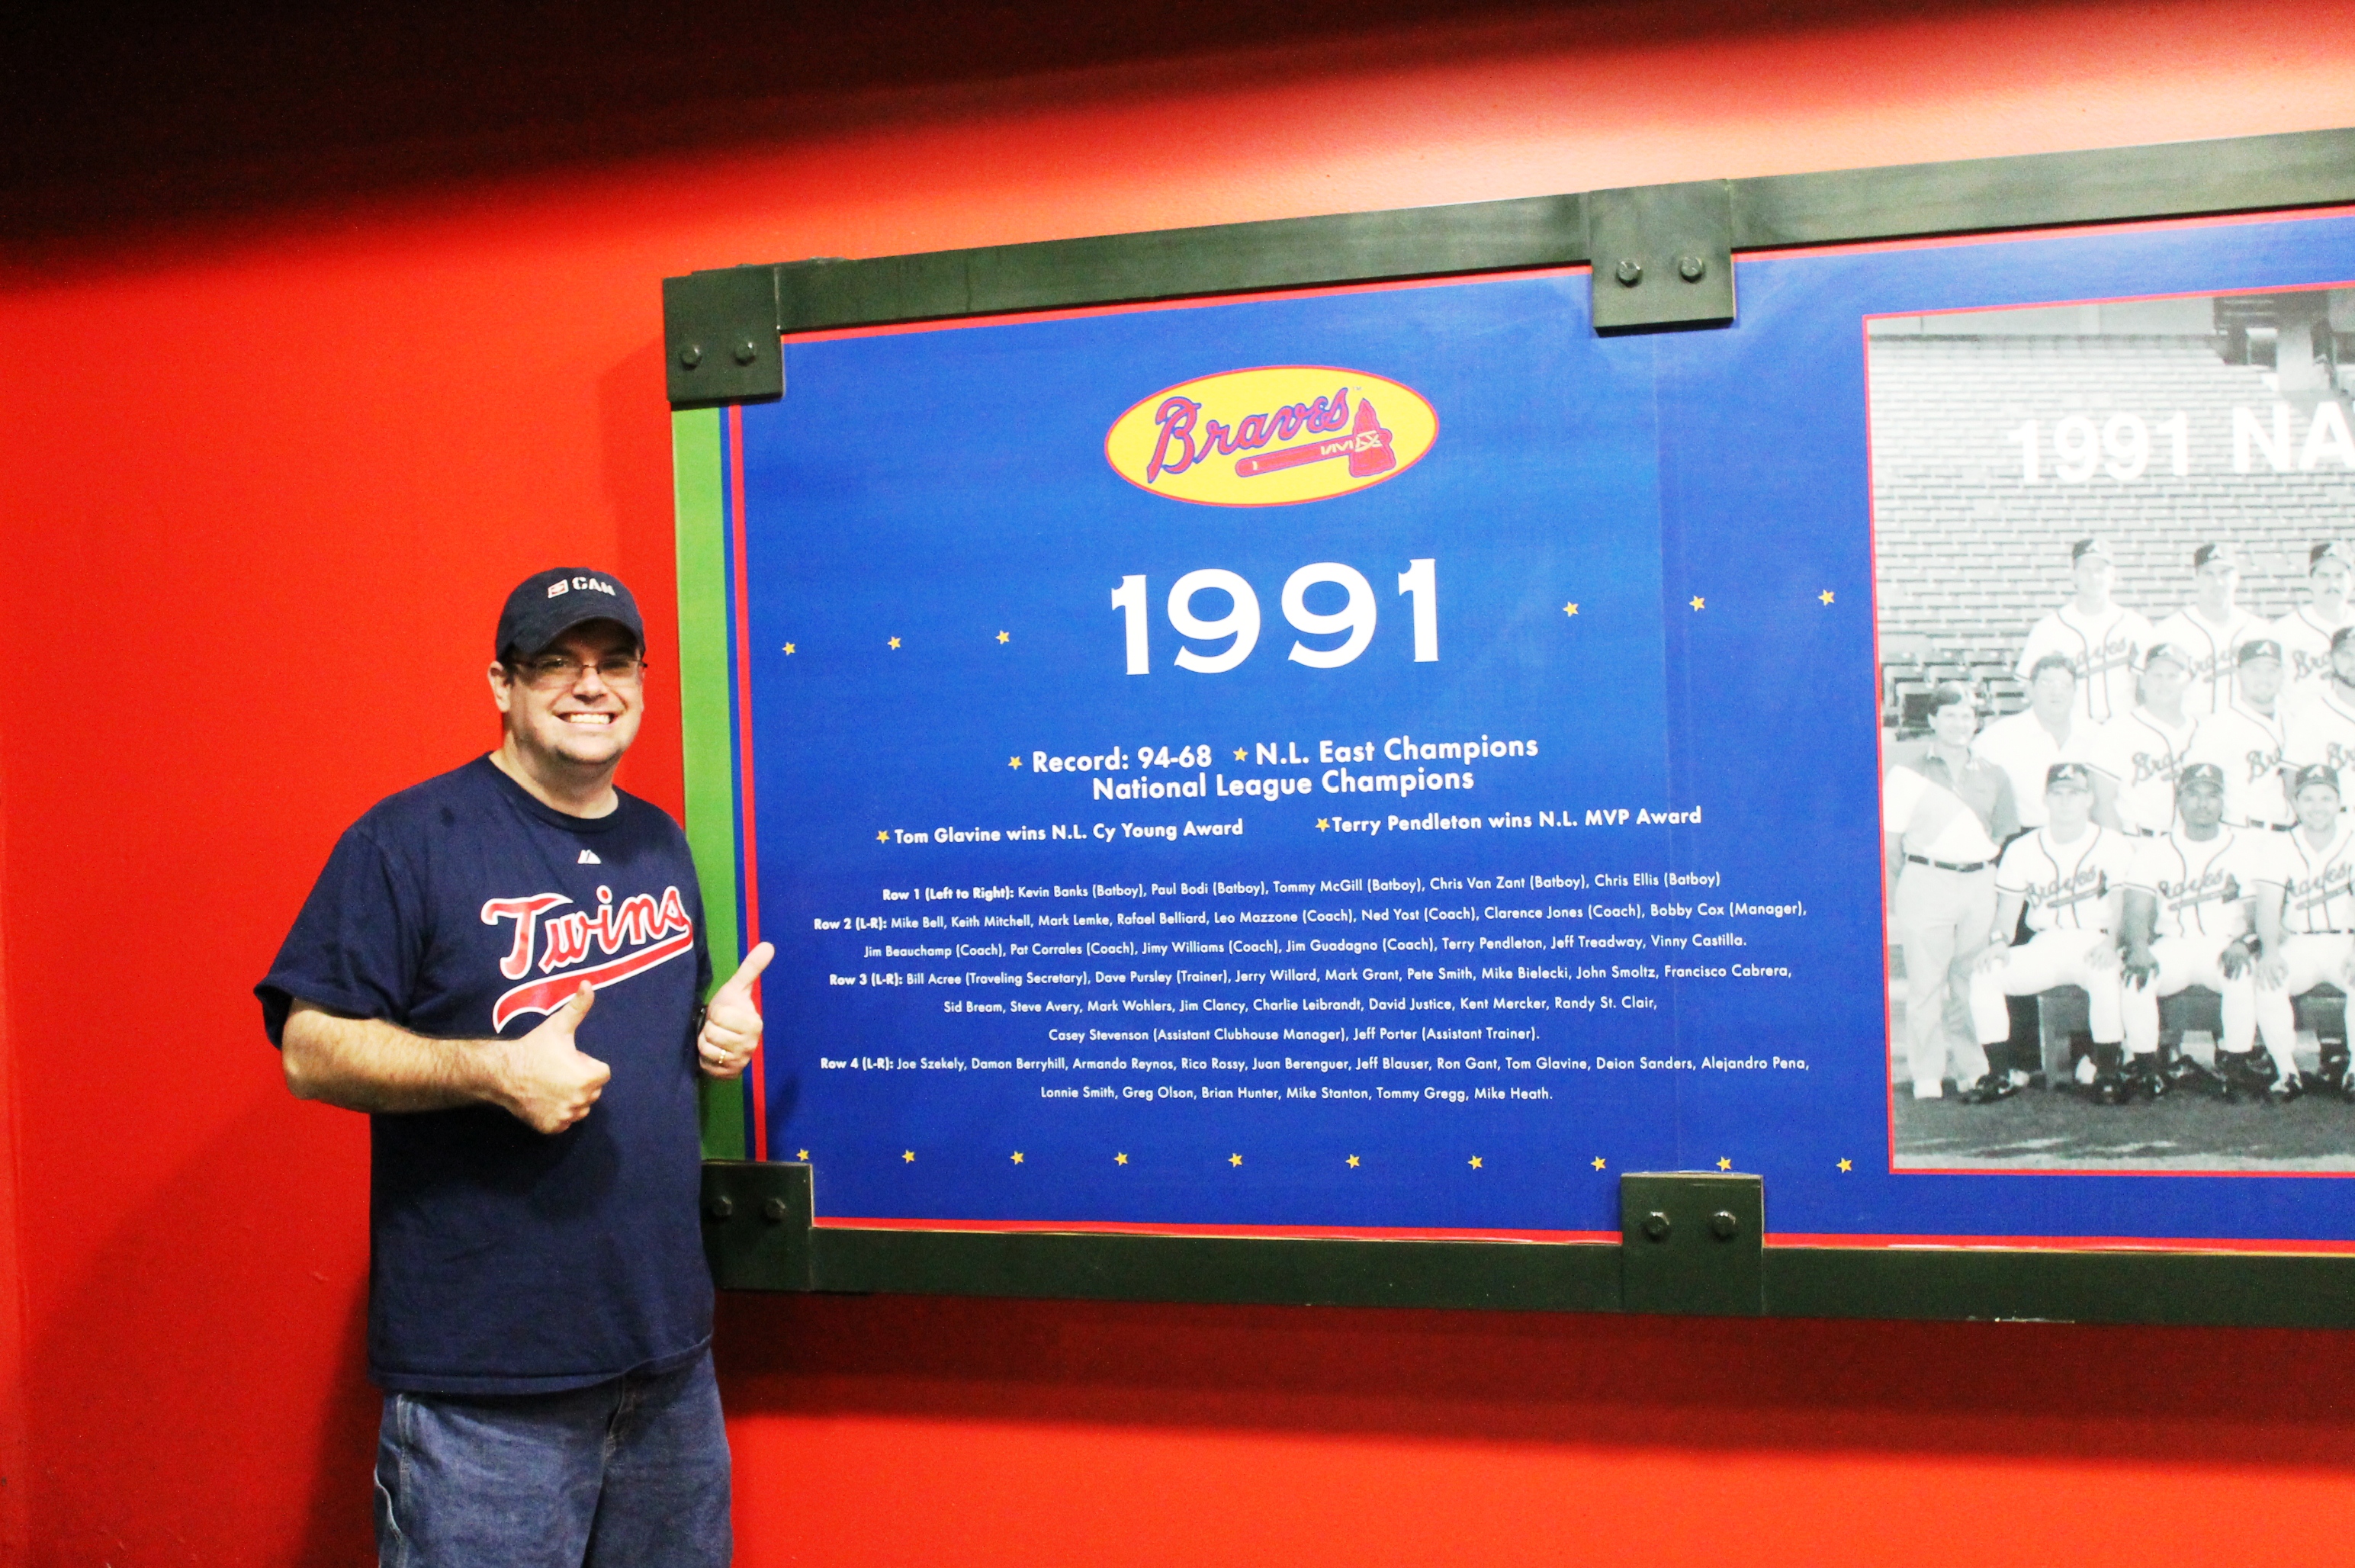 Braves
1991
1991 NA
CAN
Record: 94-68 N.L. East Champions
National League Champions
Tom Glavine wins N.L. Cy Young Award Terry Pendleton wins N.L. MVP Award
Twins
Row 1 (Left to Right): Kevin Banks (Batboy), Paul Bodi (Batboy), Tommy McGill (Batboy), Chris Van Zant (Batboy), Chris Ellis (Batboy)
Row 2 (L-R): Mike Bell, Keith Mitchell, Mark Lemke, Rafael Belliard, Leo Mazzone (Coach), Ned Yost (Coach), Clarence Jones (Coach), Bobby Cox (Manager),
Jim Beauchamp (Coach), Pat Corrales (Coach), Jimy Williams (Coach), Jim Guadagno (Coach), Terry Pendleton, Jeff Treadway, Vinny Castilla.
Row 3 (L-R): Bill Acree (Traveling Secretary), Dave Pursley (Trainer), Jerry Willard, Mark Grant, Pete Smith, Mike Bielecki, John Smoltz, Francisco Cabrera,
Sid Bream, Steve Avery, Mark Wohlers, Jim Clancy, Charlie Leibrandt, David Justice, Kent Mercker, Randy St. Clair,
Casey Stevenson (Assistant Clubhouse Manager), Jeff Porter (Assistant Trainer).
Row 4 (L-R): Joe Szekely, Damon Berryhill, Armando Reynos, Rico Rossy, Juan Berenguer, Jeff Blauser, Ron Gant, Tom Glavine, Deion Sanders, Alejandro Pena,
Lonnie Smith, Greg Olson, Brian Hunter, Mike Stanton, Tommy Gregg, Mike Heath.